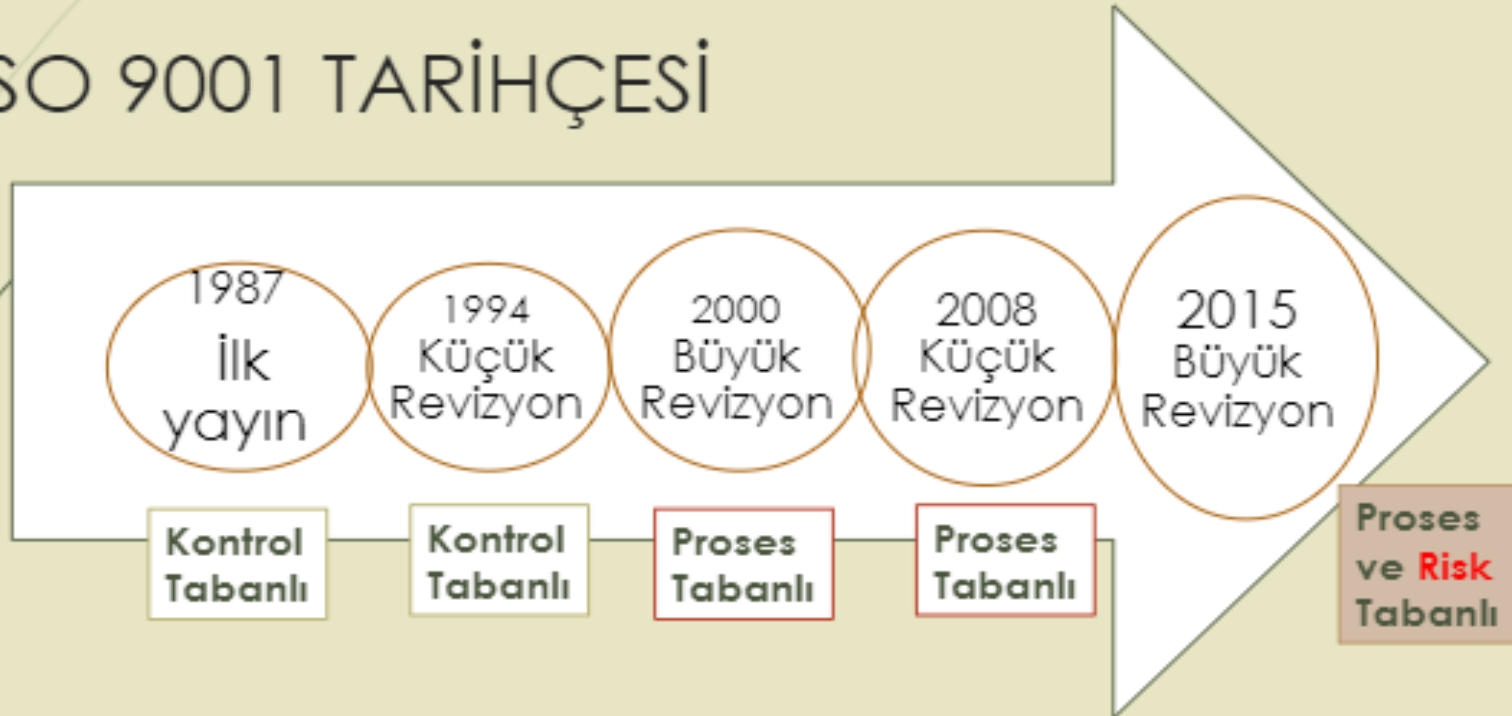 SO 9001 TARİHÇESİ
1987
İlk
yayın
1994
Küçük
Revizyon
2000
Büyük
Revizyon
2008
Küçük
Revizyon
2015
Büyük
Revizyon
Kontrol
Tabanlı
Kontrol
Tabanlı
Proses
Tabanlı
Proses
Tabanlı
Proses
ve Risk
Tabanlı